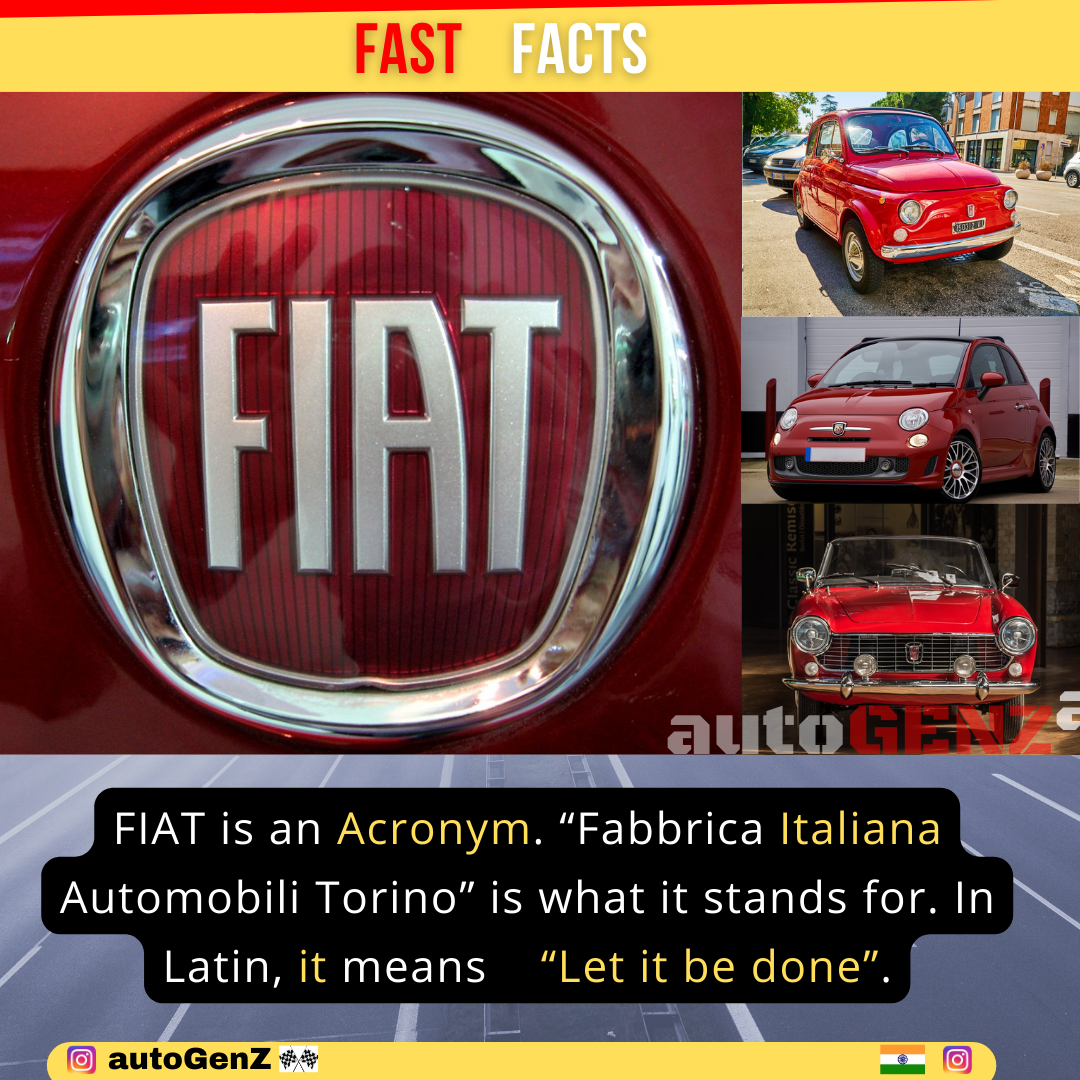 FAST FACTS
FIAT
autoGENZ
FIAT is an Acronym. “Fabbrica Italiana
Automobili Torino” is what it stands for. In
Latin, it means “Let it be done”.
autoGenZ